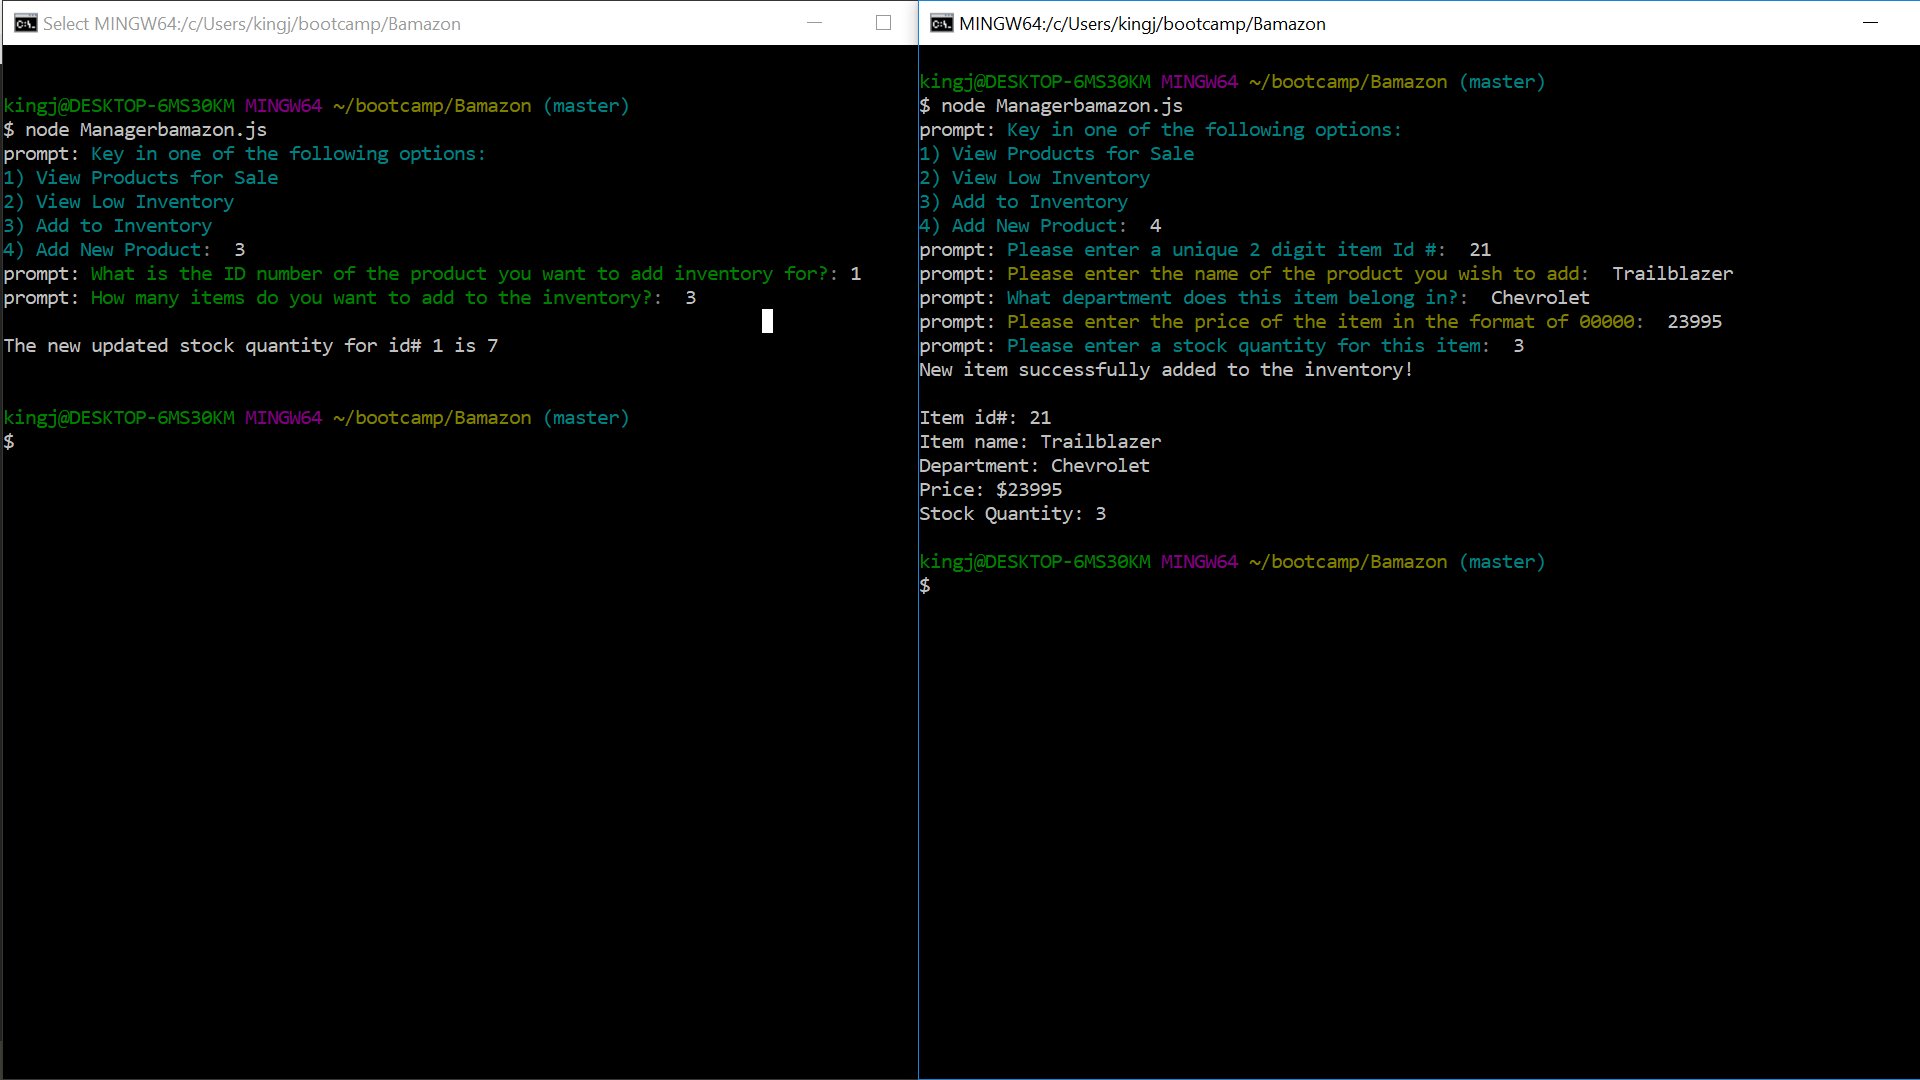 Select MINGW64:/c/Users/kingj/bootcamp/Bamazon
kingj@DESKTOP-6MS30KM MINGW64 ~/bootcamp/Bamazon (master)
$ node Managerbamazon.js
prompt: Key in one of the following options:
1) View Products for Sale
2) View Low Inventory
3) Add to Inventory
4) Add New Product:  3
prompt: What is the ID number of the product you want to add inventory for?: 1
prompt: How many items do you want to add to the inventory?:  3
The new updated stock quantity for id# 1 is 7
kingj@DESKTOP-6MS30KM MINGW64 ~/bootcamp/Bamazon (master)
$
MINGW64:/c/Users/kingj/bootcamp/Bamazon
kingj@DESKTOP-6MS30KM MINGW64 ~/bootcamp/Bamazon (master)
$ node Managerbamazon.js
prompt: Key in one of the following options:
1) View Products for Sale
2) View Low Inventory
3) Add to Inventory
4) Add New Product:  4
prompt: Please enter a unique 2 digit item Id #:  21
prompt: Please enter the name of the product you wish to add:  Trailblazer
prompt: What department does this item belong in?:  Chevrolet
prompt: Please enter the price of the item in the format of 00000:  23995
prompt: Please enter a stock quantity for this item:  3
New item successfully added to the inventory!
Item id#: 21
Item name: Trailblazer
Department: Chevrolet
Price: $23995
Stock Quantity: 3
kingj@DESKTOP-6MS30KM MINGW64 ~/bootcamp/Bamazon (master)
$